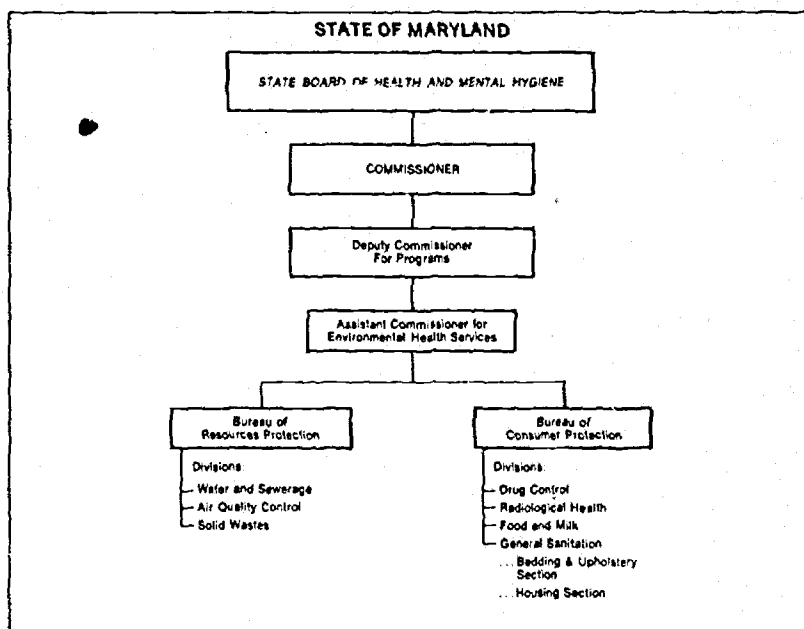 STATE OF MARYLAND
STATE BOARD OF HEALTH AND MENTAL HYGIENE
COMMISSIONER
Deputy Commissioner
For Programs
Assistant Commissioner for
Environmental Health Services
Bureau of
Resources Protection
Divisions:
Water and Sewerage
Air Quality Control
Solid Wastes
Bureau of
Consumer Protection
Divisions:
Drug Control
Radiological Health
Food and Milk
General Sanitation
... Bedding & Upholstery
Section
... Housing Section